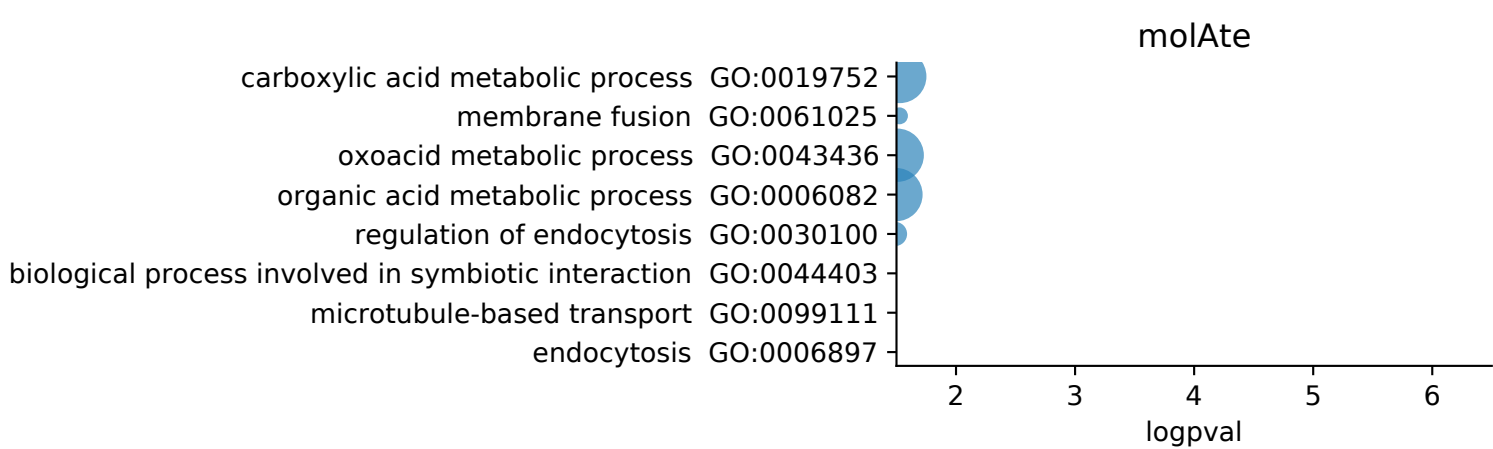 molAte
carboxylic acid metabolic process GO:0019752
membrane fusion GO:0061025
oxoacid metabolic process GO:0043436
organic acid metabolic process GO:0006082
regulation of endocytosis GO:0030100
biological process involved in symbiotic interaction GO:0044403
microtubule-based transport GO:0099111
endocytosis GO:0006897
2 3 4 5 6
logpval